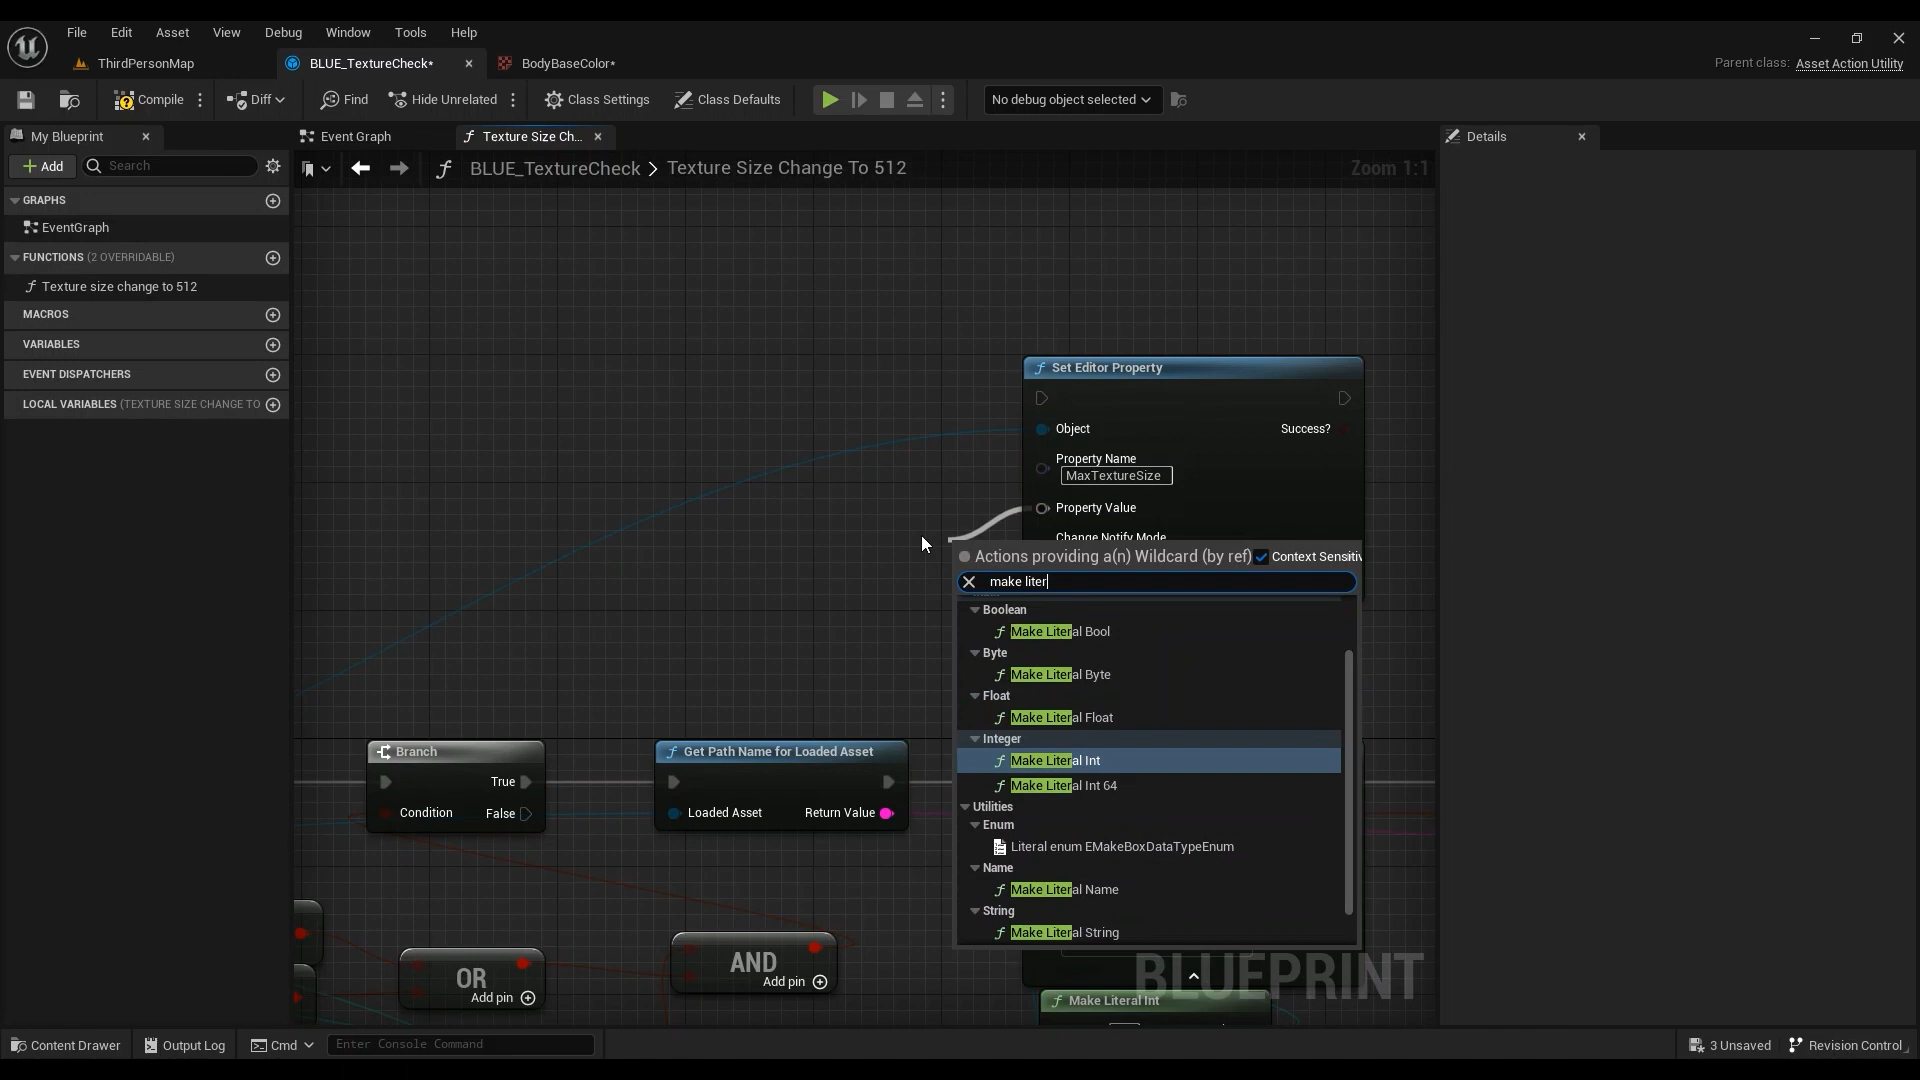 File Edit Asset View Debug Window Tools Help
ThirdPersonMap BLUE_TextureCheck* BodyBaseColor* Parent class: Asset Action Utility
Compile Diff Find Hide Unrelated Class Settings Class Defaults No debug object selected
My Blueprint Event Graph Texture Size Ch... Details
Add Search BLUE_TextureCheck > Texture Size Change To 512 Zoom 1:1
GRAPHS
EventGraph
FUNCTIONS (2 OVERRIDABLE)
Texture size change to 512
MACROS
VARIABLES
EVENT DISPATCHERS
LOCAL VARIABLES (TEXTURE SIZE CHANGE TO
Set Editor Property
Object Success?
Property Name
MaxTextureSize
Property Value
Change Notify Mode
Actions providing a(n) Wildcard (by ref) Context Sensitiv
make liter
Boolean
Make Literal Bool
Byte
Make Literal Byte
Float
Make Literal Float
Integer
Make Literal Int
Make Literal Int 64
Utilities
Enum
Literal enum EMakeBoxDataTypeEnum
Name
Make Literal Name
String
Make Literal String
Branch
True
Condition False
Get Path Name for Loaded Asset
Loaded Asset Return Value
OR
Add pin
AND
Add pin
BLUEPRINT
Make Literal Int
Content Drawer Output Log Cmd Enter Console Command 3 Unsaved Revision Control